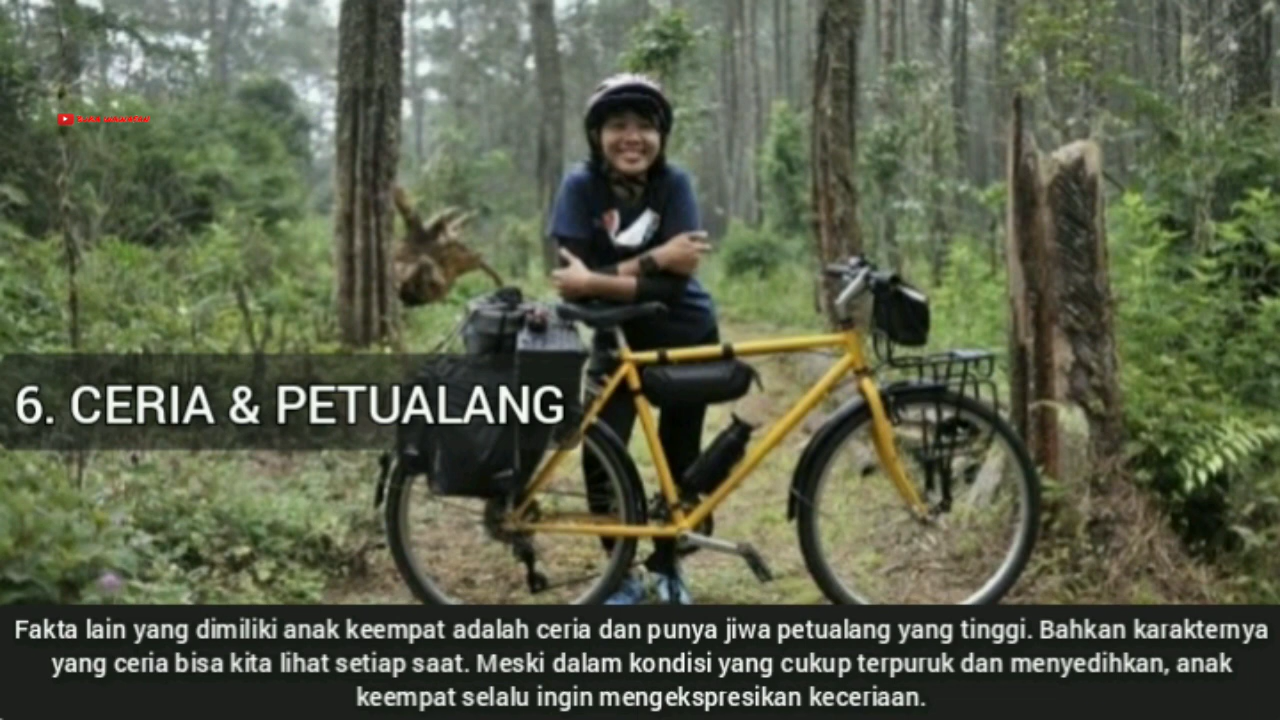 6. CERIA & PETUALANG
Fakta lain yang dimiliki anak keempat adalah ceria dan punya jiwa petualang yang tinggi. Bahkan karakternya
yang ceria bisa kita lihat setiap saat. Meski dalam kondisi yang cukup terpuruk dan menyedihkan, anak
keempat selalu ingin mengekspresikan keceriaan.